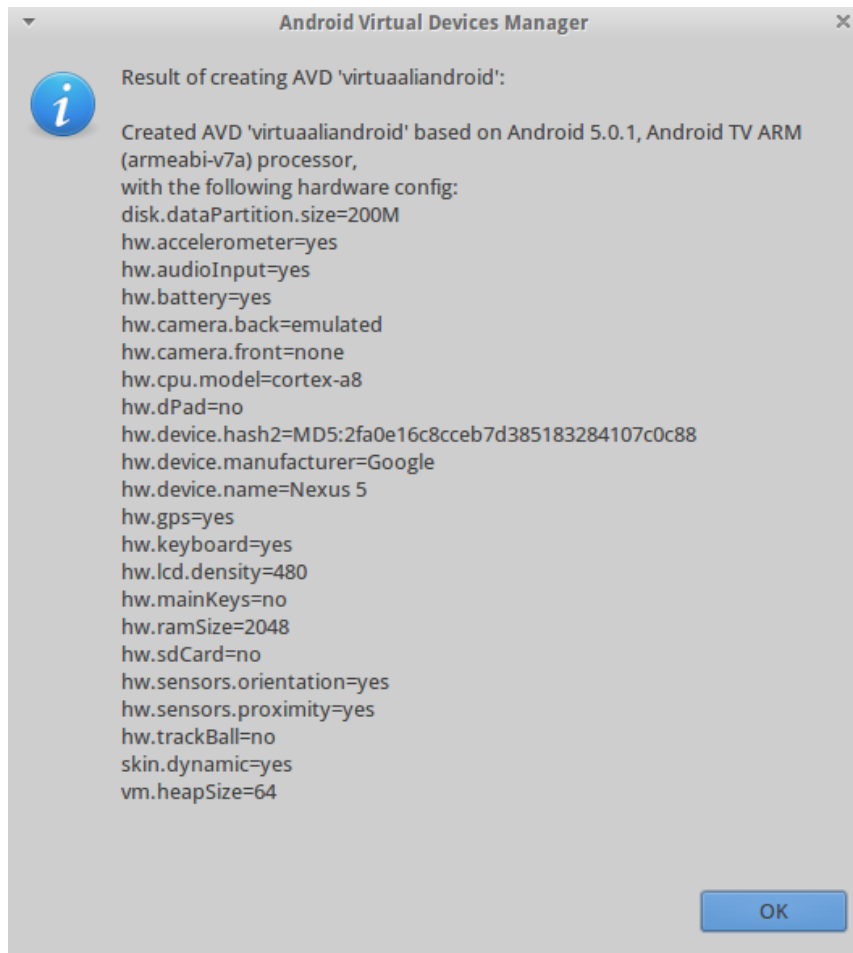 Android Virtual Devices Manager
Result of creating AVD 'virtuaaliandroid':
Created AVD 'virtuaaliandroid' based on Android 5.0.1, Android TV ARM
(armeabi-v7a) processor,
with the following hardware config:
disk.dataPartition.size=200M
hw.accelerometer=yes
hw.audioInput=yes
hw.battery=yes
hw.camera.back=emulated
hw.camera.front=none
hw.cpu.model=cortex-a8
hw.dPad=no
hw.device.hash2=MD5:2fa0e16c8cceb7d385183284107c0c88
hw.device.manufacturer=Google
hw.device.name=Nexus 5
hw.gps=yes
hw.keyboard=yes
hw.lcd.density=480
hw.mainKeys=no
hw.ramSize=2048
hw.sdCard=no
hw.sensors.orientation=yes
hw.sensors.proximity=yes
hw.trackBall=no
skin.dynamic=yes
vm.heapSize=64
OK